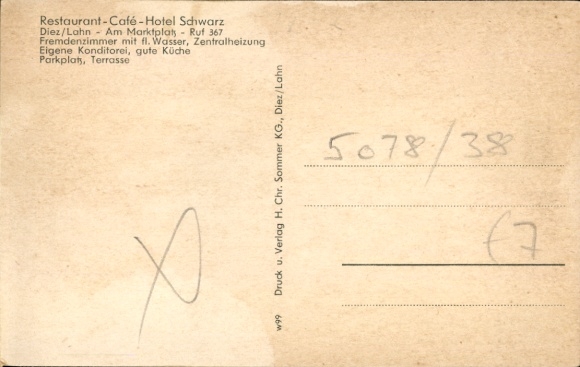 Restaurant-Café-Hotel Schwarz
Diez/Lahn - Am Marktplatz - Ruf 367
Fremdenzimmer mit fl. Wasser, Zentralheizung
Eigene Konditorei, gute Küche
Parkplatz, Terrasse
w99 Druck u. Verlag H. Chr. Sommer KG., Diez/Lahn
5078/38